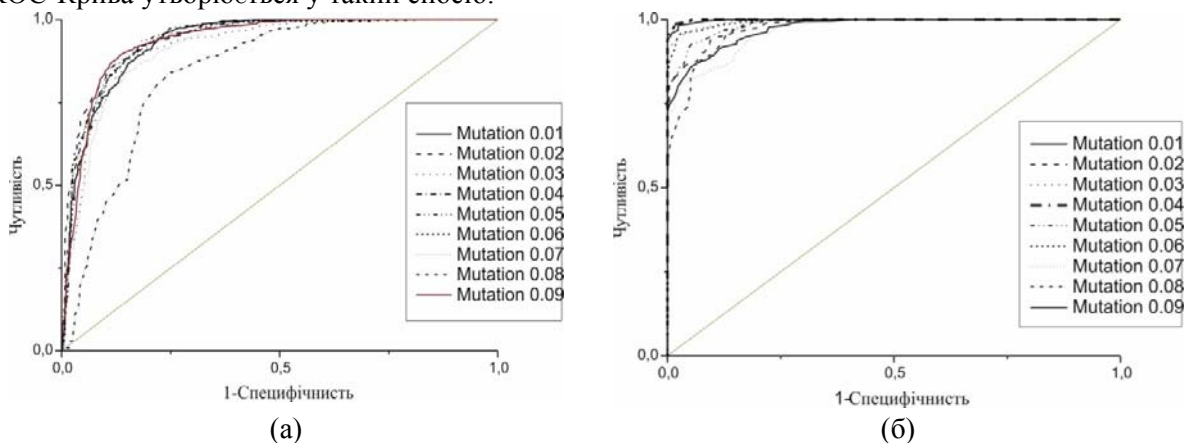 РОС-Крива утворюється у такий спосіб:
1,0
0,5
0,0
Чутливість
0,0
0,5
1,0
1-Специфічність
Mutation 0.01
Mutation 0.02
Mutation 0.03
Mutation 0.04
Mutation 0.05
Mutation 0.06
Mutation 0.07
Mutation 0.08
Mutation 0.09
(а)
1,0
0,5
0,0
Чутливість
0,0
0,5
1,0
1-Специфічність
Mutation 0.01
Mutation 0.02
Mutation 0.03
Mutation 0.04
Mutation 0.05
Mutation 0.06
Mutation 0.07
Mutation 0.08
Mutation 0.09
(б)